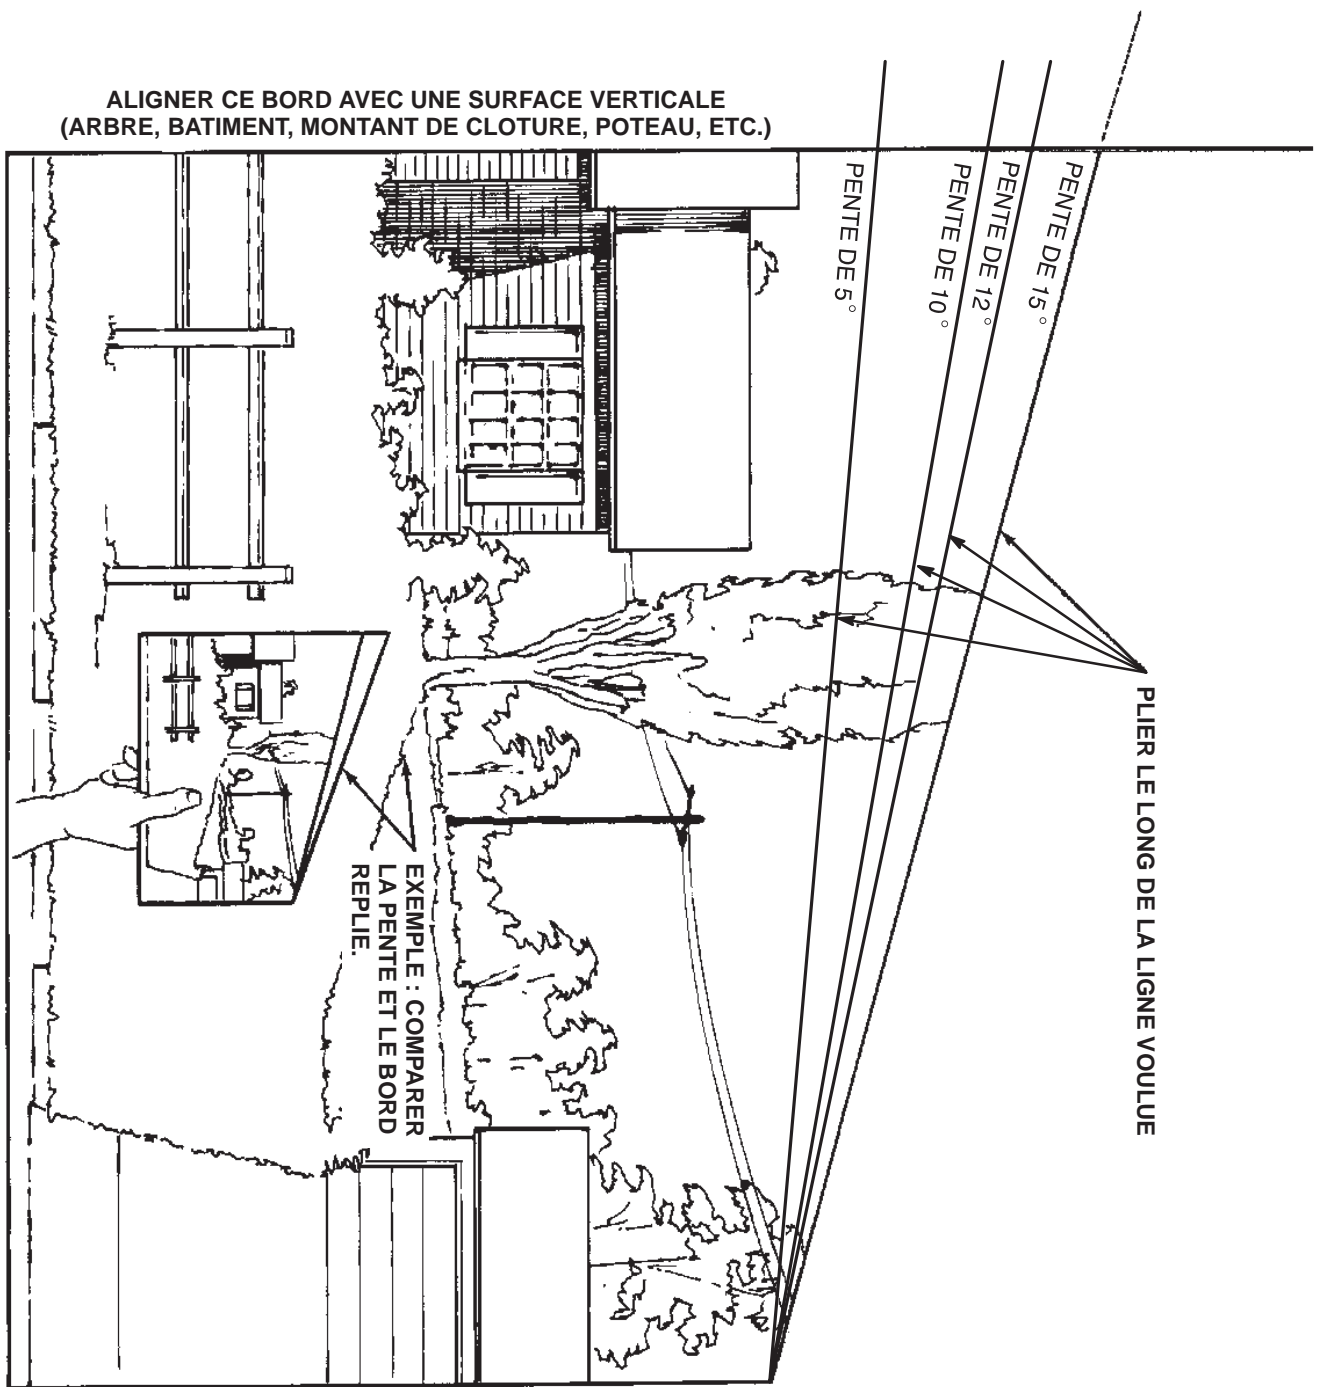 ALIGNER CE BORD AVEC UNE SURFACE VERTICALE
(ARBRE, BATIMENT, MONTANT DE CLOTURE, POTEAU, ETC.)
PENTE DE 5°
PENTE DE 10°
PENTE DE 12°
PENTE DE 15°
PLIER LE LONG DE LA LIGNE VOULUE
EXEMPLE : COMPARER
LA PENTE ET LE BORD
REPLIE.